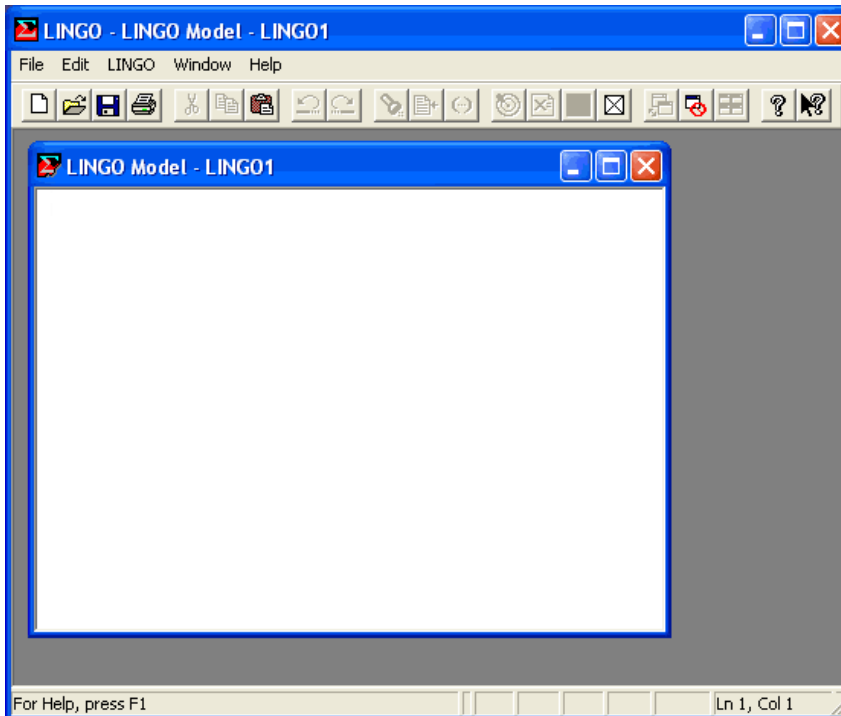 LINGO - LINGO Model - LINGO1
File Edit LINGO Window Help
LINGO Model - LINGO1
For Help, press F1 Ln 1, Col 1